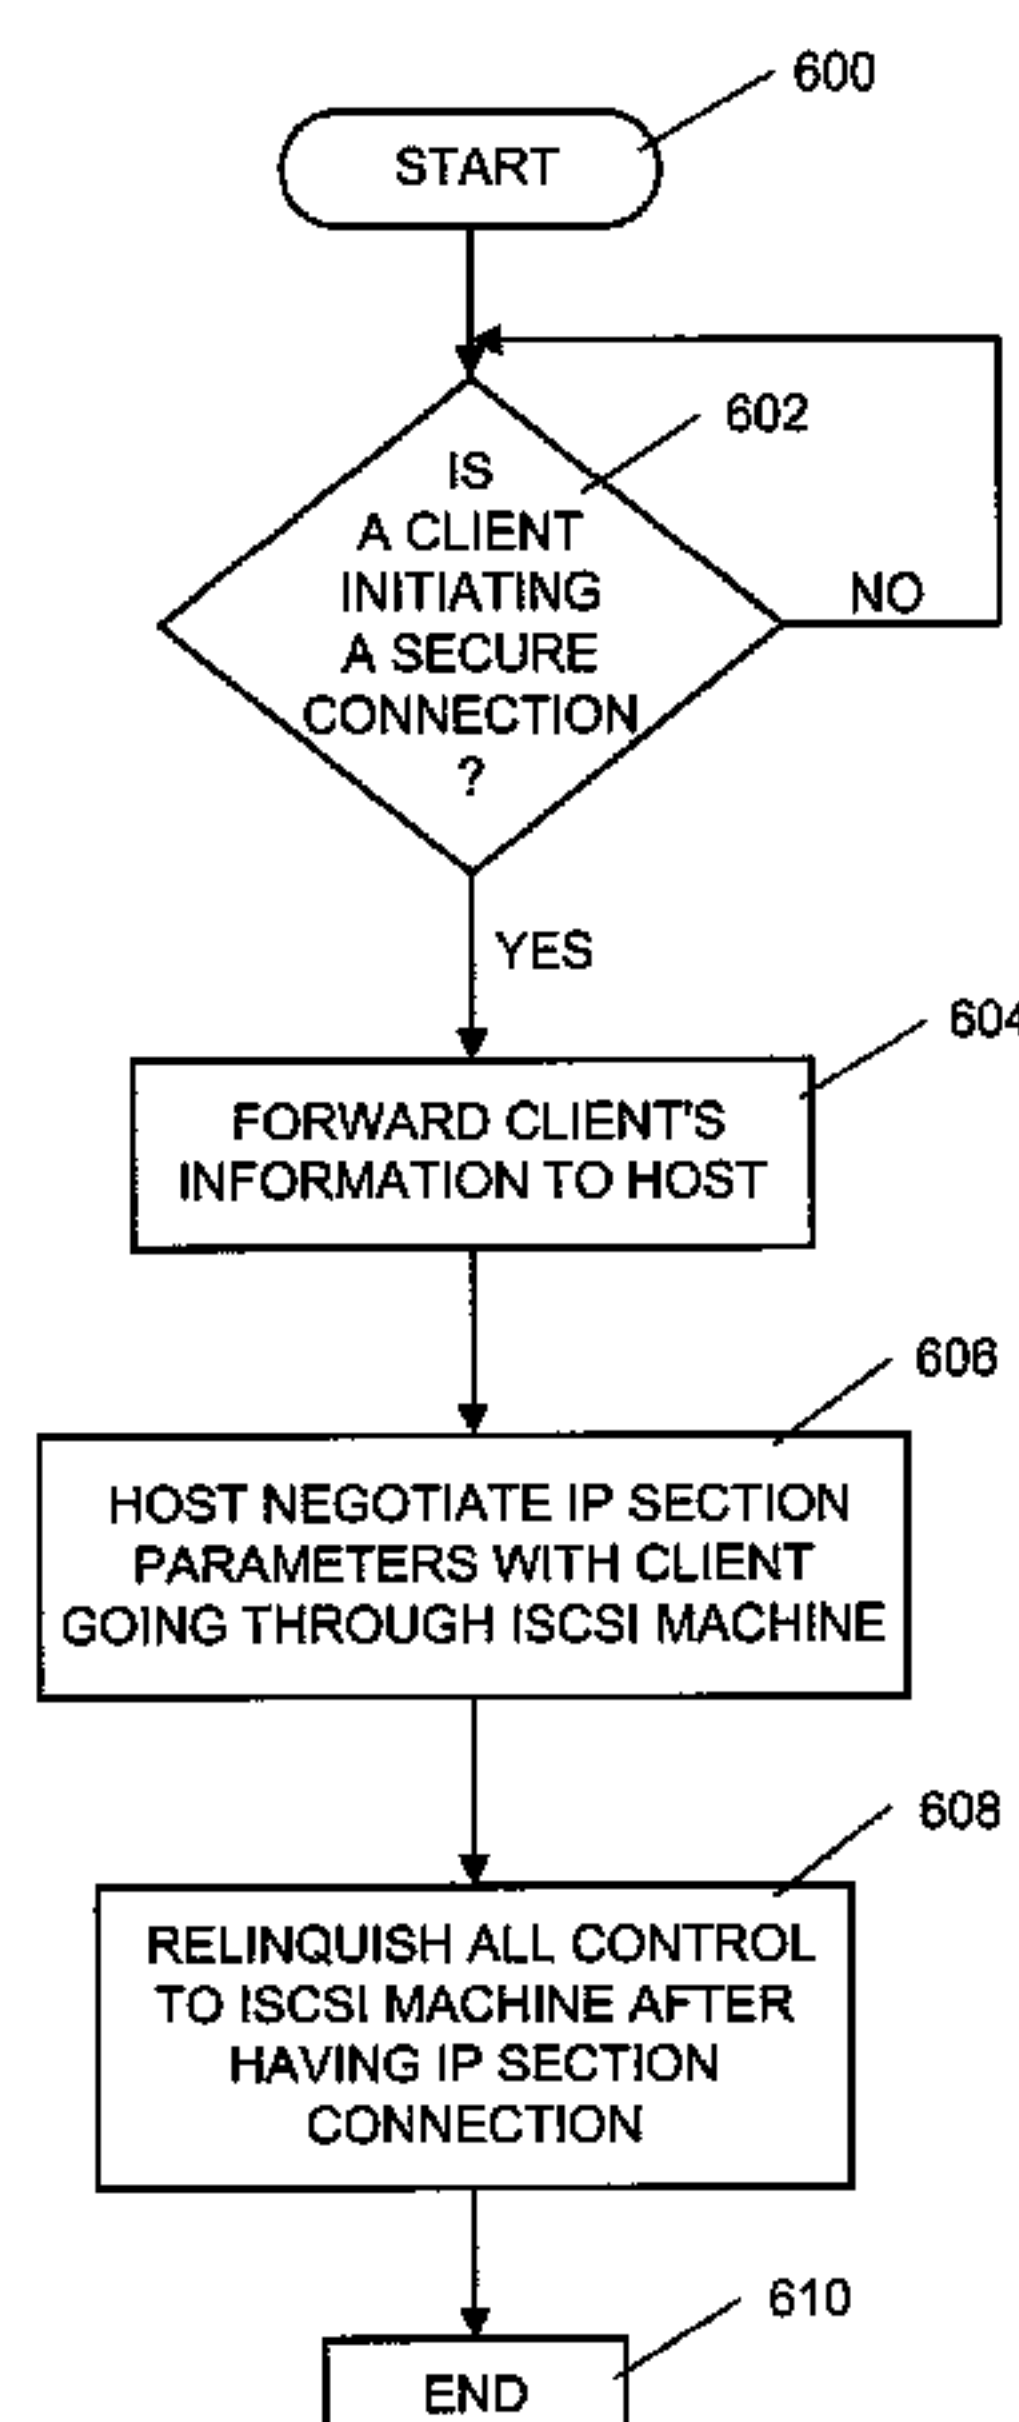 600
START
602
IS
A CLIENT
INITIATING
A SECURE
CONNECTION
?
NO
YES
604
FORWARD CLIENT'S
INFORMATION TO HOST
606
HOST NEGOTIATE IP SECTION
PARAMETERS WITH CLIENT
GOING THROUGH ISCSI MACHINE
608
RELINQUISH ALL CONTROL
TO ISCSI MACHINE AFTER
HAVING IP SECTION
CONNECTION
610
END